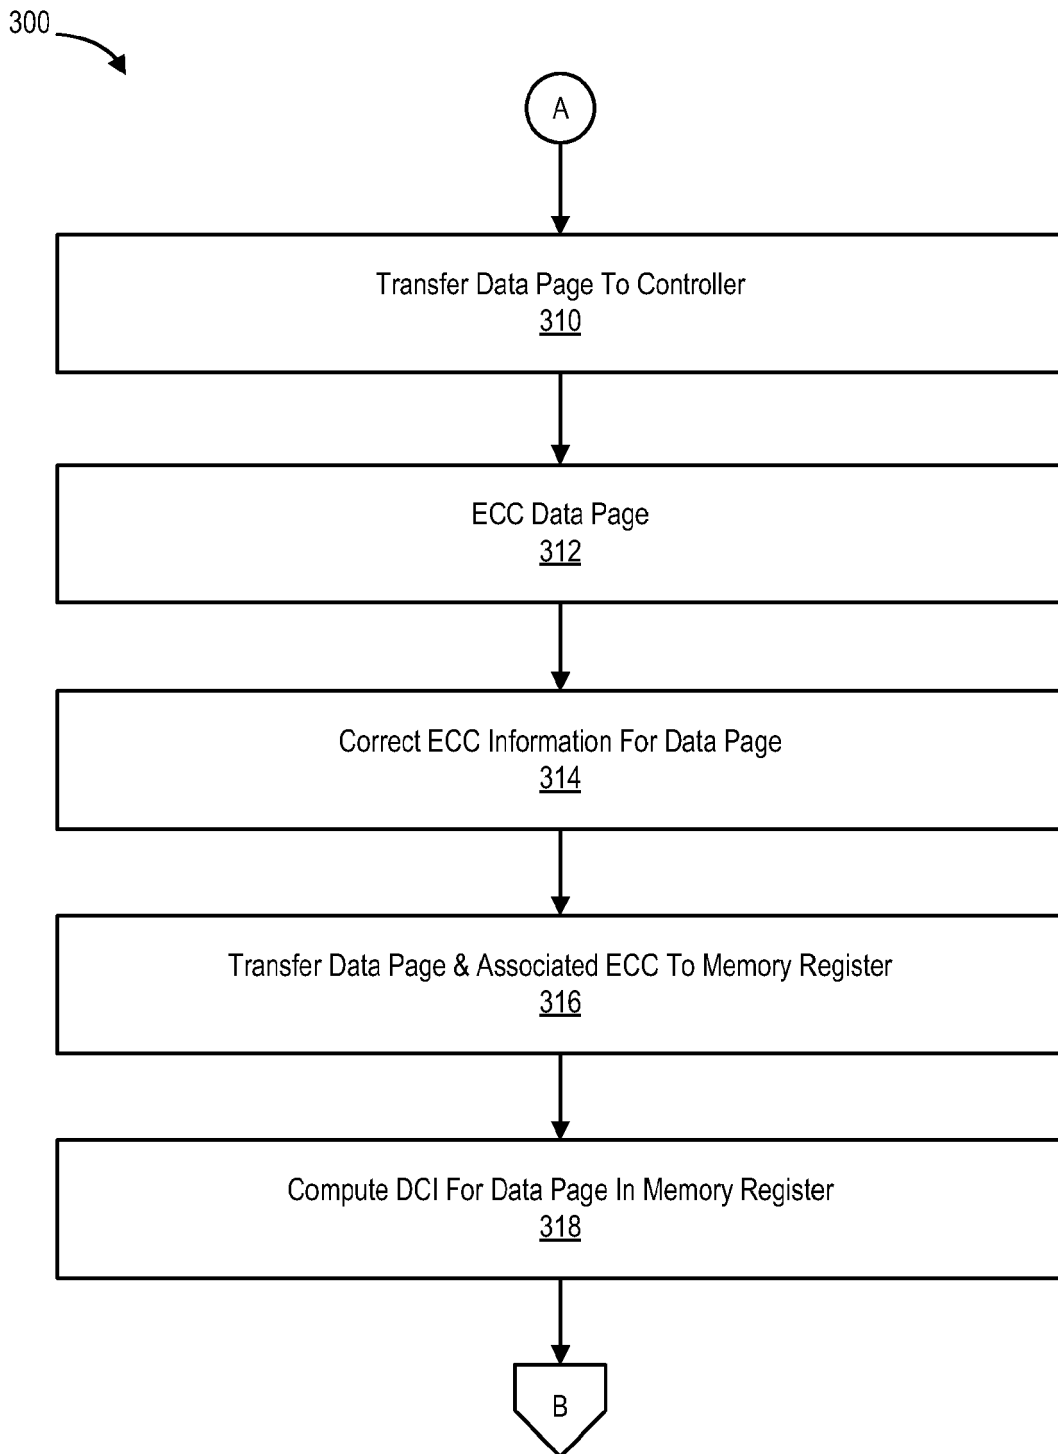 300
A
Transfer Data Page To Controller
310
ECC Data Page
312
Correct ECC Information For Data Page
314
Transfer Data Page & Associated ECC To Memory Register
316
Compute DCI For Data Page In Memory Register
318
B